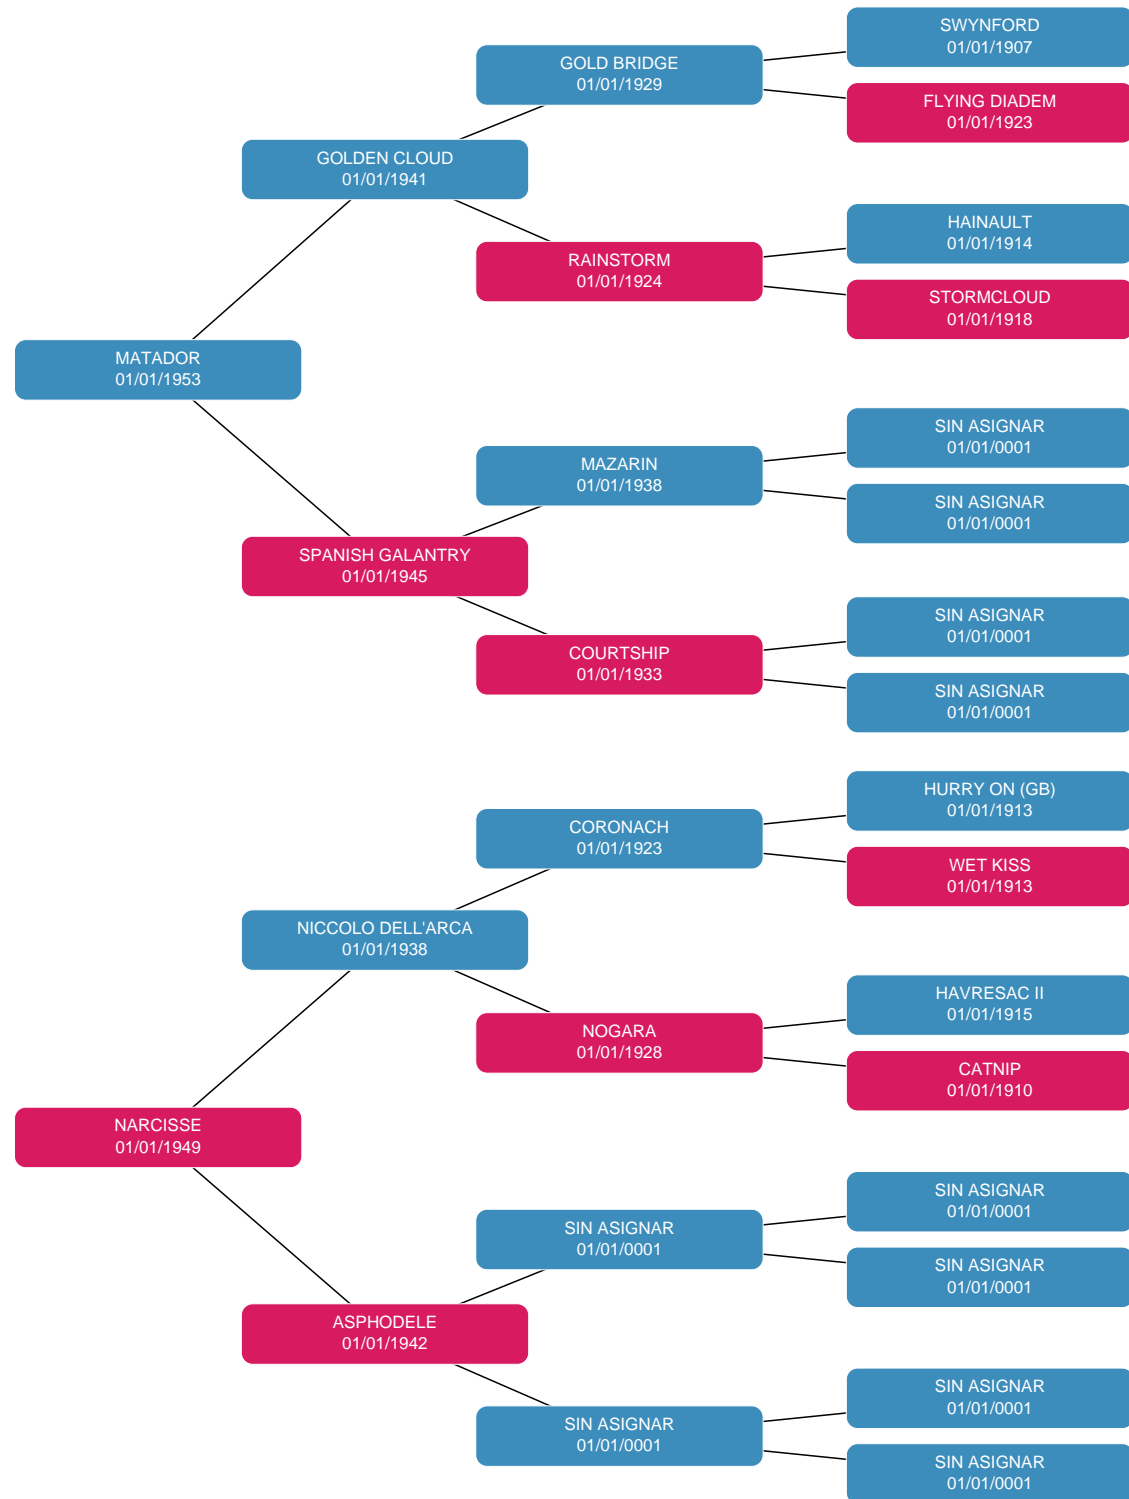 SWYNFORD
01/01/1907
GOLD BRIDGE
01/01/1929
FLYING DIADEM
01/01/1923
GOLDEN CLOUD
01/01/1941
HAINAULT
01/01/1914
RAINSTORM
01/01/1924
STORMCLOUD
01/01/1918
MATADOR
01/01/1953
SIN ASIGNAR
01/01/0001
MAZARIN
01/01/1938
SIN ASIGNAR
01/01/0001
SPANISH GALANTRY
01/01/1945
SIN ASIGNAR
01/01/0001
COURTSHIP
01/01/1933
SIN ASIGNAR
01/01/0001
HURRY ON (GB)
01/01/1913
CORONACH
01/01/1923
WET KISS
01/01/1913
NICCOLO DELL'ARCA
01/01/1938
HAVRESAC II
01/01/1915
NOGARA
01/01/1928
CATNIP
01/01/1910
NARCISSE
01/01/1949
SIN ASIGNAR
01/01/0001
SIN ASIGNAR
01/01/0001
SIN ASIGNAR
01/01/0001
ASPHODELE
01/01/1942
SIN ASIGNAR
01/01/0001
SIN ASIGNAR
01/01/0001
SIN ASIGNAR
01/01/0001